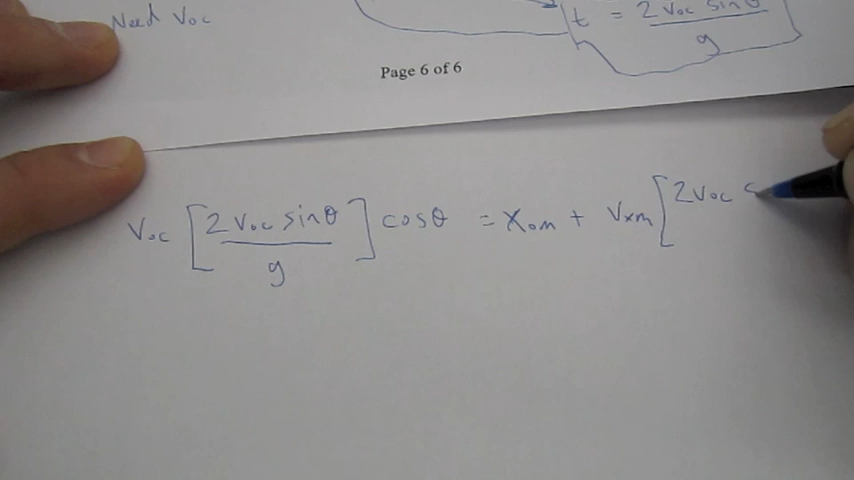 Need Voc
t = 2 Voc sinθ / g
Page 6 of 6
Voc [2 Voc sinθ / g] cosθ = Xom + Vxm [2 Voc s